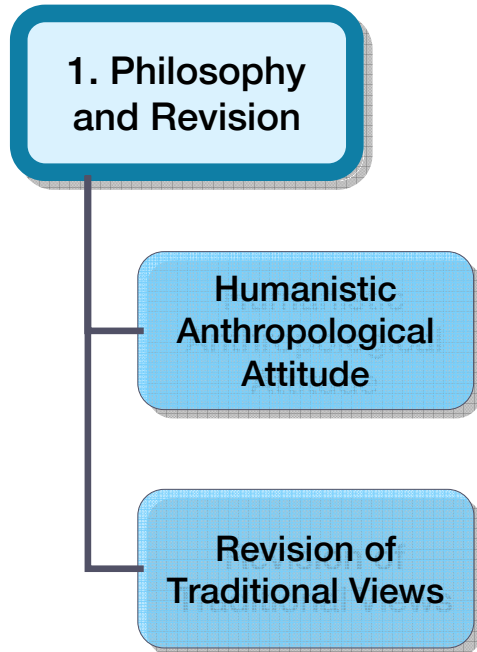 1. Philosophy
and Revision
Humanistic
Anthropological
Attitude
Revision of
Traditional Views